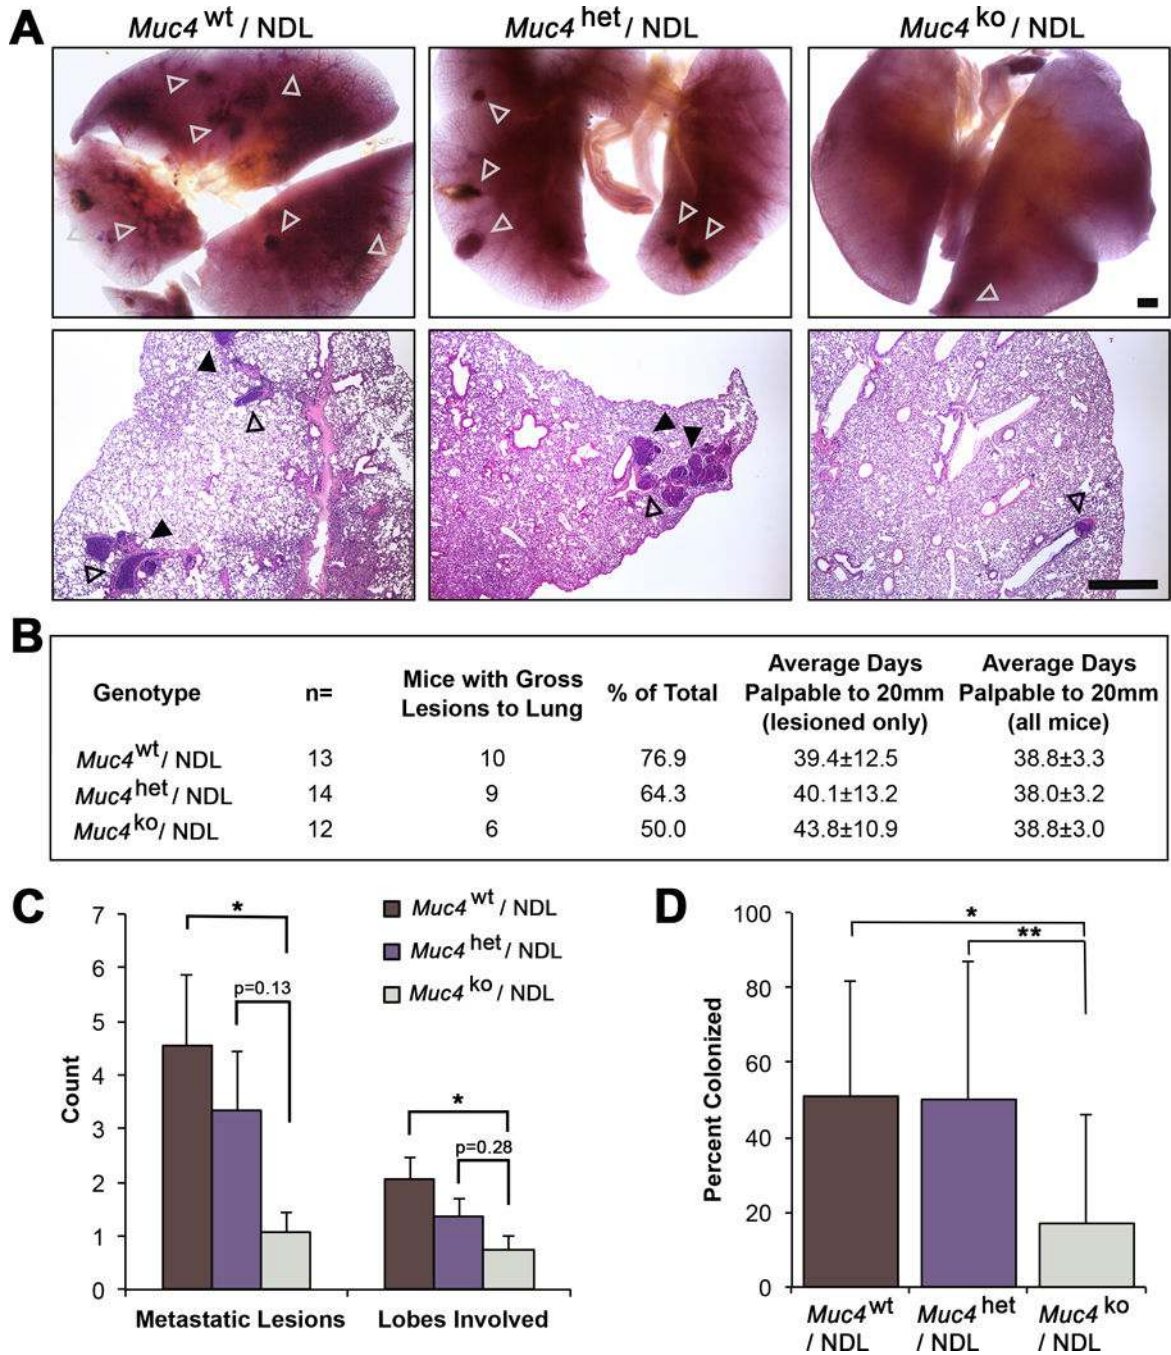 A
Muc4 wt / NDL
Muc4 het / NDL
Muc4 ko / NDL
B
Genotype
n=
Mice with Gross
Lesions to Lung
% of Total
Average Days
Palpable to 20mm
(lesioned only)
Average Days
Palpable to 20mm
(all mice)
Muc4 wt / NDL 13 10 76.9 39.4±12.5 38.8±3.3
Muc4 het / NDL 14 9 64.3 40.1±13.2 38.0±3.2
Muc4 ko / NDL 12 6 50.0 43.8±10.9 38.8±3.0
C
7
6
5
4
3
2
1
0
Count
*
p=0.13
*
p=0.28
Muc4 wt / NDL
Muc4 het / NDL
Muc4 ko / NDL
Metastatic Lesions
Lobes Involved
D
100
80
60
40
20
0
Percent Colonized
*
**
Muc4 wt
/ NDL
Muc4 het
/ NDL
Muc4 ko
/ NDL